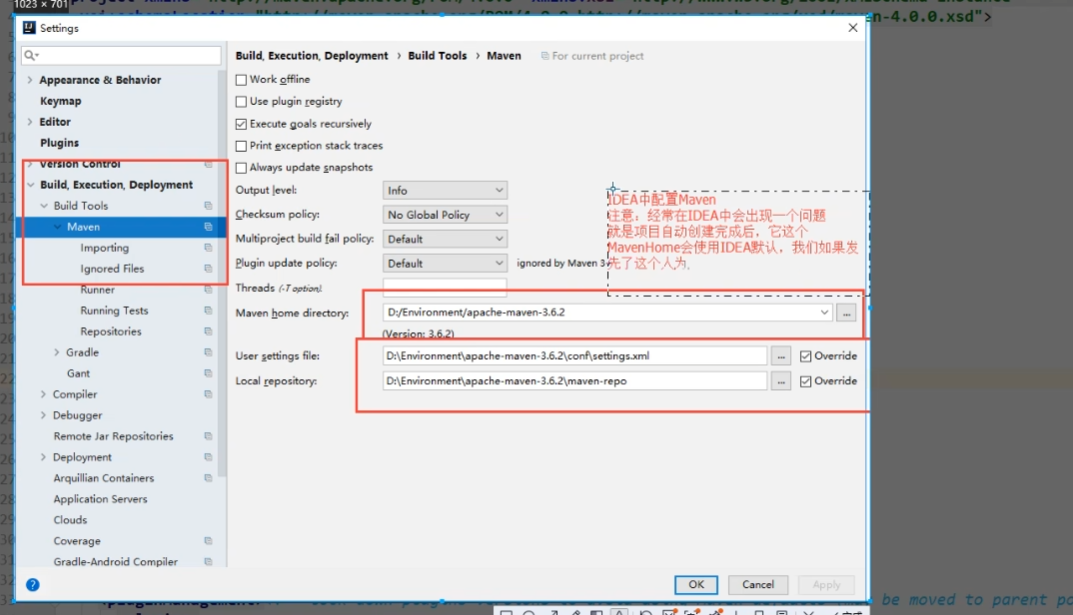 1023 × 701
-4.0.0.xsd">
Settings
Build, Execution, Deployment › Build Tools › Maven
For current project
Appearance & Behavior
Keymap
Editor
Plugins
Version Control
Build, Execution, Deployment
Build Tools
Maven
Importing
Ignored Files
Runner
Running Tests
Repositories
Gradle
Gant
Compiler
Debugger
Remote Jar Repositories
Deployment
Arquillian Containers
Application Servers
Clouds
Coverage
Gradle-Android Compiler
Work offline
Use plugin registry
Execute goals recursively
Print exception stack traces
Always update snapshots
Output level: Info
Checksum policy: No Global Policy
Multiproject build fail policy: Default
Plugin update policy: Default ignored by Maven 3+
Threads (-T option)
IDEA中配置Maven
注意：经常在IDEA中会出现一个问题
就是项目自动创建完成后，它这个
MavenHome会使用IDEA默认，我们如果发
先了这个人为，
Maven home directory: D:/Environment/apache-maven-3.6.2 ...
(Version: 3.6.2)
User settings file: D:\Environment\apache-maven-3.6.2\conf\settings.xml ... Override
Local repository: D:\Environment\apache-maven-3.6.2\maven-repo ... Override
OK Cancel Apply
be moved to parent po